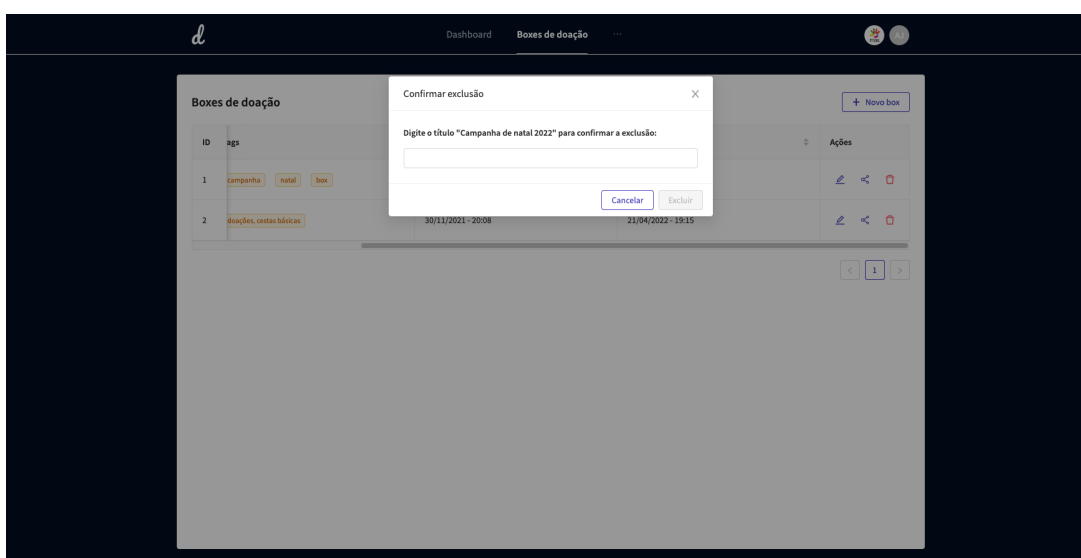 d
Dashboard Boxes de doação ...
AJ
Boxes de doação
+ Novo box
Confirmar exclusão
Digite o título "Campanha de natal 2022" para confirmar a exclusão:
Cancelar Excluir
ID ags Ações
1 campanha natal box
2 doações, cestas básicas 30/11/2021 - 20:08 21/04/2022 - 19:15
< 1 >